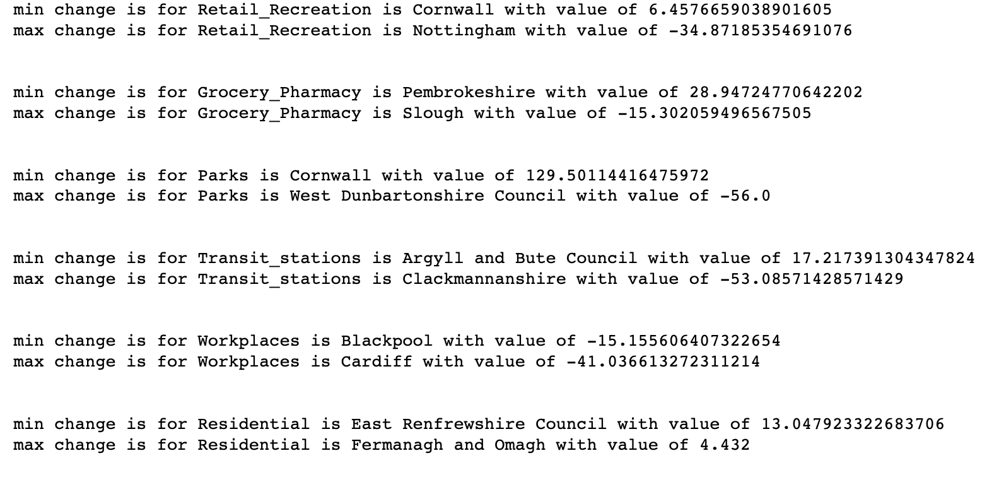 min change is for Retail_Recreation is Cornwall with value of 6.4576659038901605
max change is for Retail_Recreation is Nottingham with value of -34.87185354691076
min change is for Grocery_Pharmacy is Pembrokeshire with value of 28.94724770642202
max change is for Grocery_Pharmacy is Slough with value of -15.302059496567505
min change is for Parks is Cornwall with value of 129.50114416475972
max change is for Parks is West Dunbartonshire Council with value of -56.0
min change is for Transit_stations is Argyll and Bute Council with value of 17.217391304347824
max change is for Transit_stations is Clackmannanshire with value of -53.08571428571429
min change is for Workplaces is Blackpool with value of -15.155606407322654
max change is for Workplaces is Cardiff with value of -41.036613272311214
min change is for Residential is East Renfrewshire Council with value of 13.047923322683706
max change is for Residential is Fermanagh and Omagh with value of 4.432